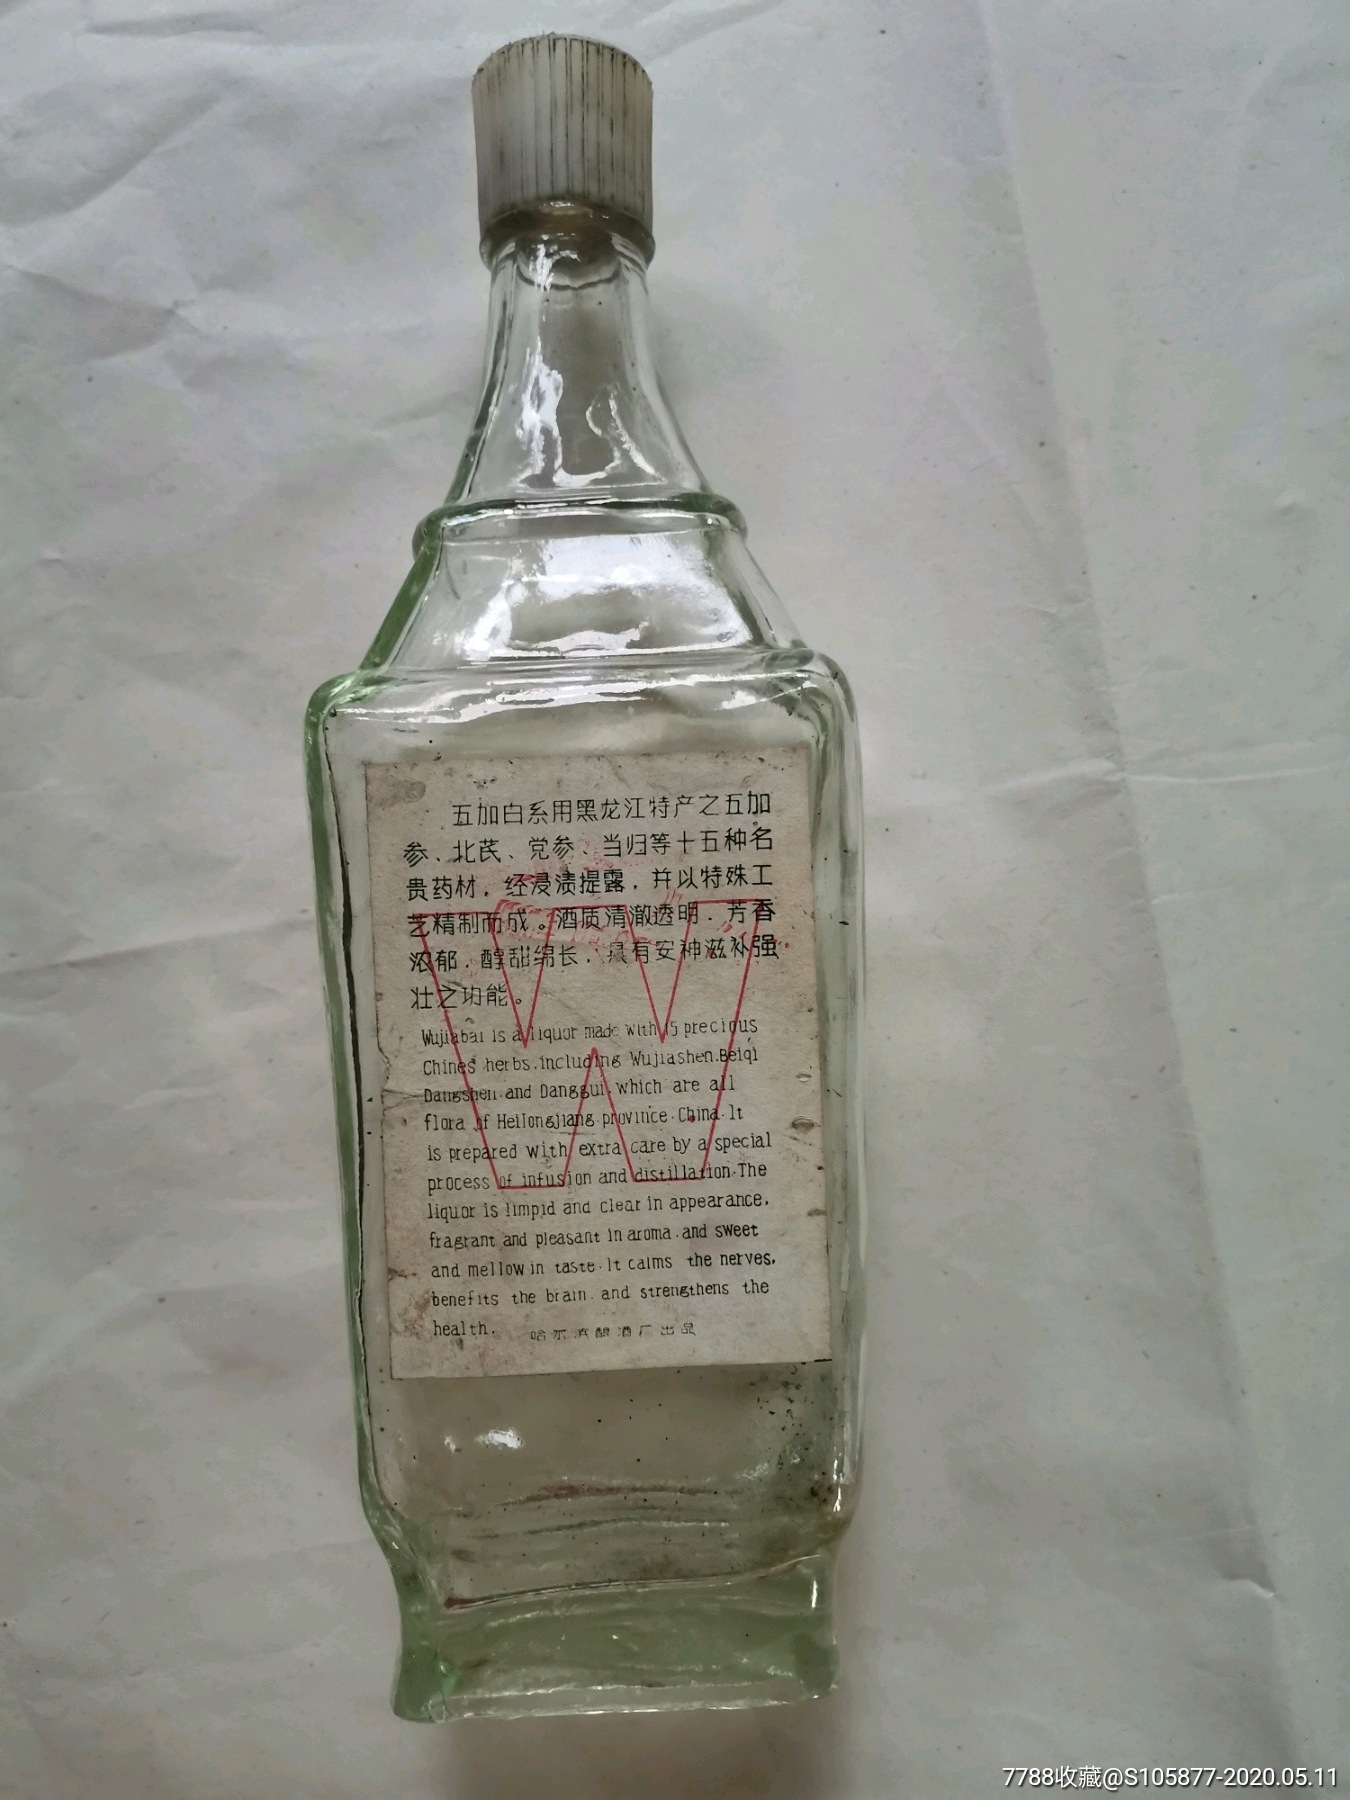 五加白系用黑龙江特产之五加
参、北芪、党参、当归等十五种名
贵药材，经浸渍提露，并以特殊工
艺精制而成。酒质清澈透明，芳香
浓郁，醇甜绵长，具有安神滋补强
壮之功能。
Wujiabai is a liquor made with 15 precious
Chines herbs.including Wujiashen.Beiqi
Dangshen.and Danggui.which are all
flora of Heilongjiang province.China.It
is prepared with extra care by a special
process of infusion and distillation.The
liquor is limpid and clear in appearance.
fragrant and pleasant in aroma.and sweet
and mellow in taste.It calms the nerves.
benefits the brain.and strengthens the
health. 哈尔滨酿酒厂出品
W
7788收藏@S105877-2020.05.11